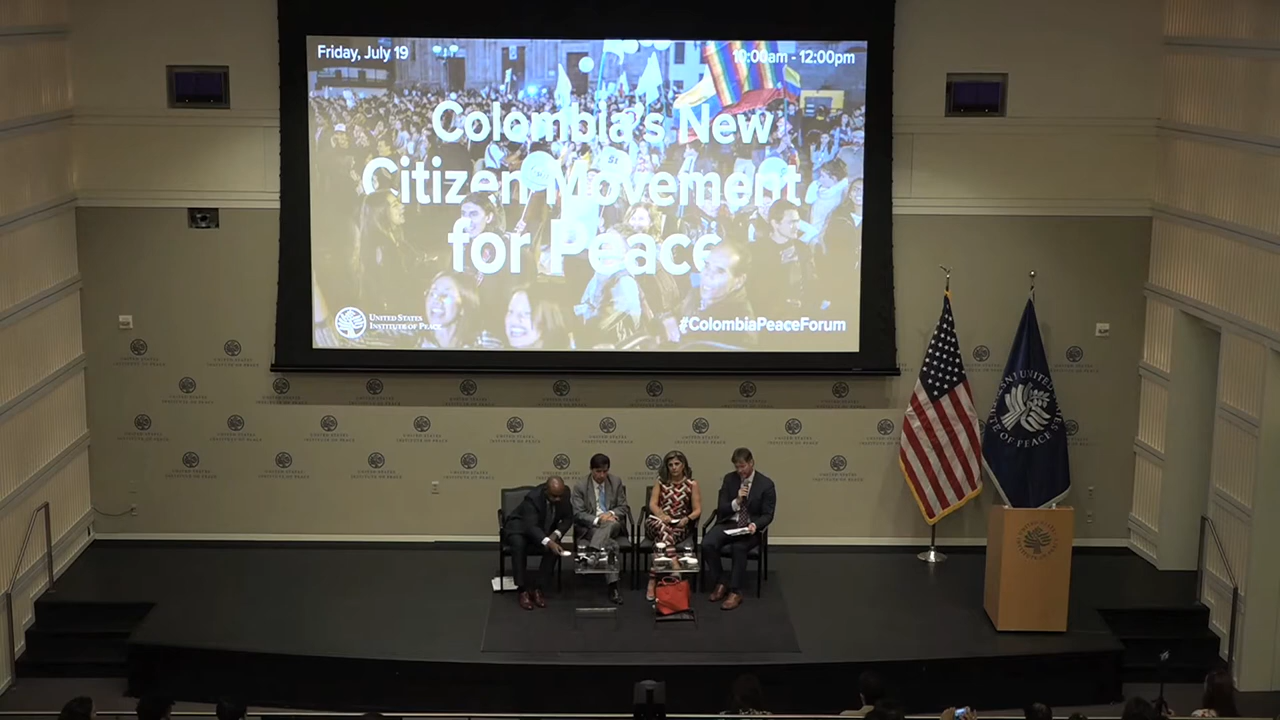 Friday, July 19
10:00am - 12:00pm
Colombia's New
Citizen Movement
for Peace
UNITED STATES
INSTITUTE OF PEACE
#ColombiaPeaceForum